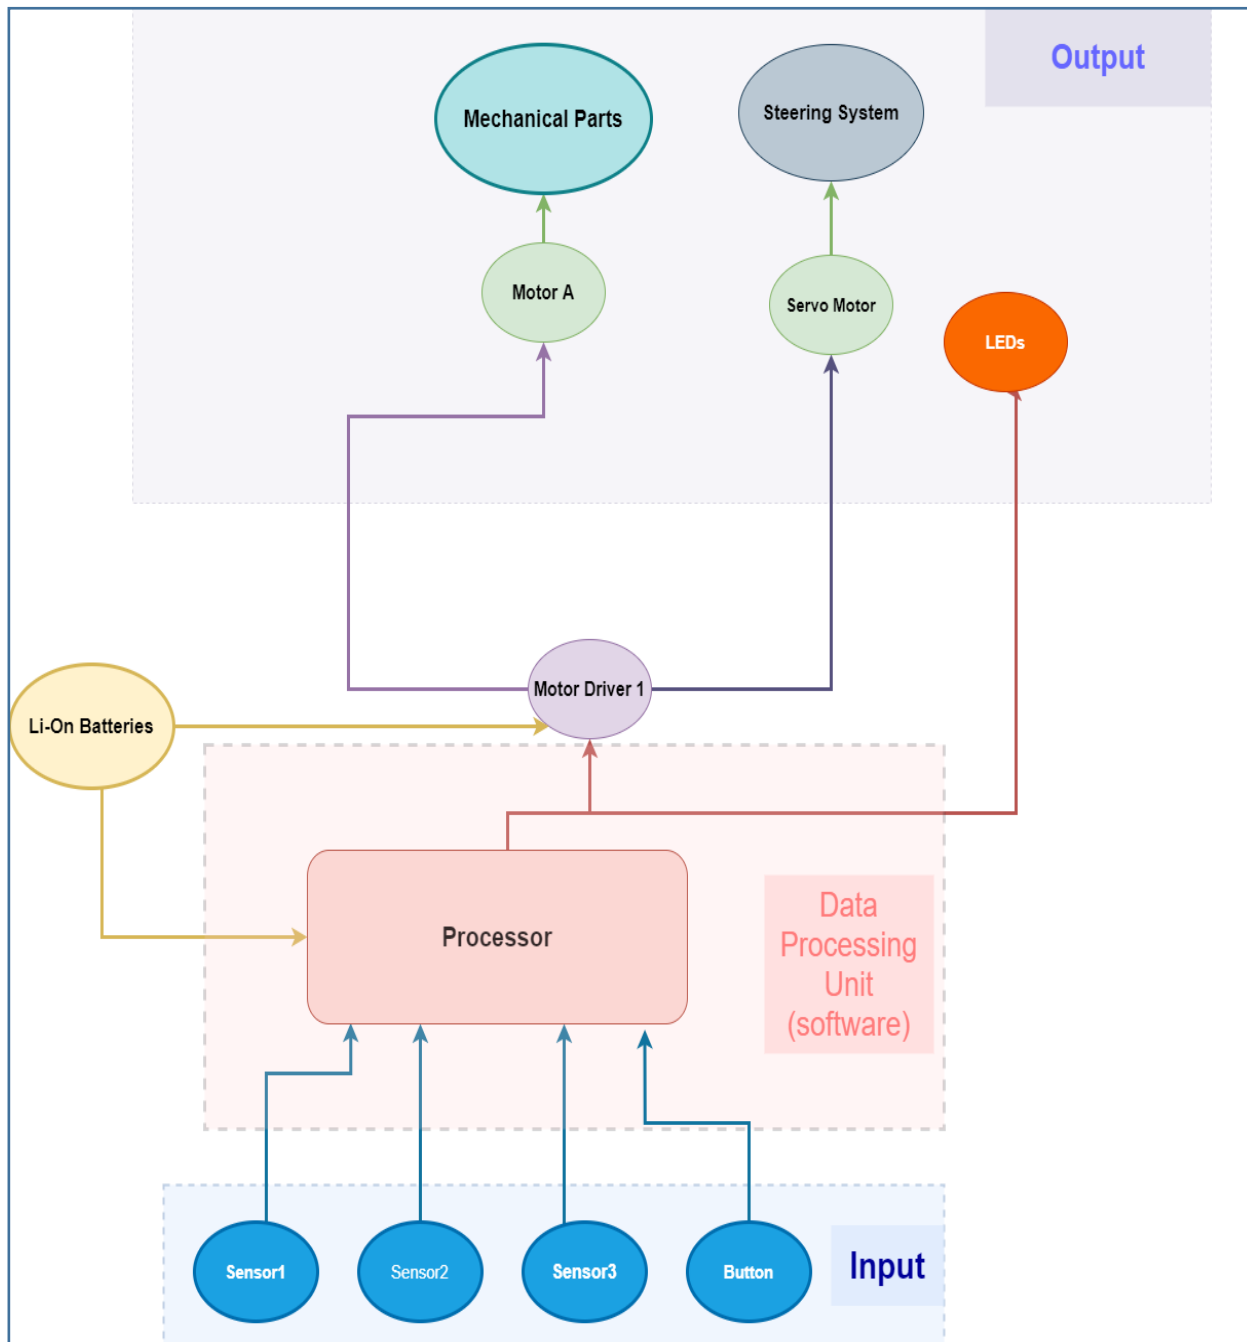 Output
Mechanical Parts
Steering System
Motor A
Servo Motor
LEDs
Motor Driver 1
Li-On Batteries
Processor
Data
Processing
Unit
(software)
Sensor1
Sensor2
Sensor3
Button
Input